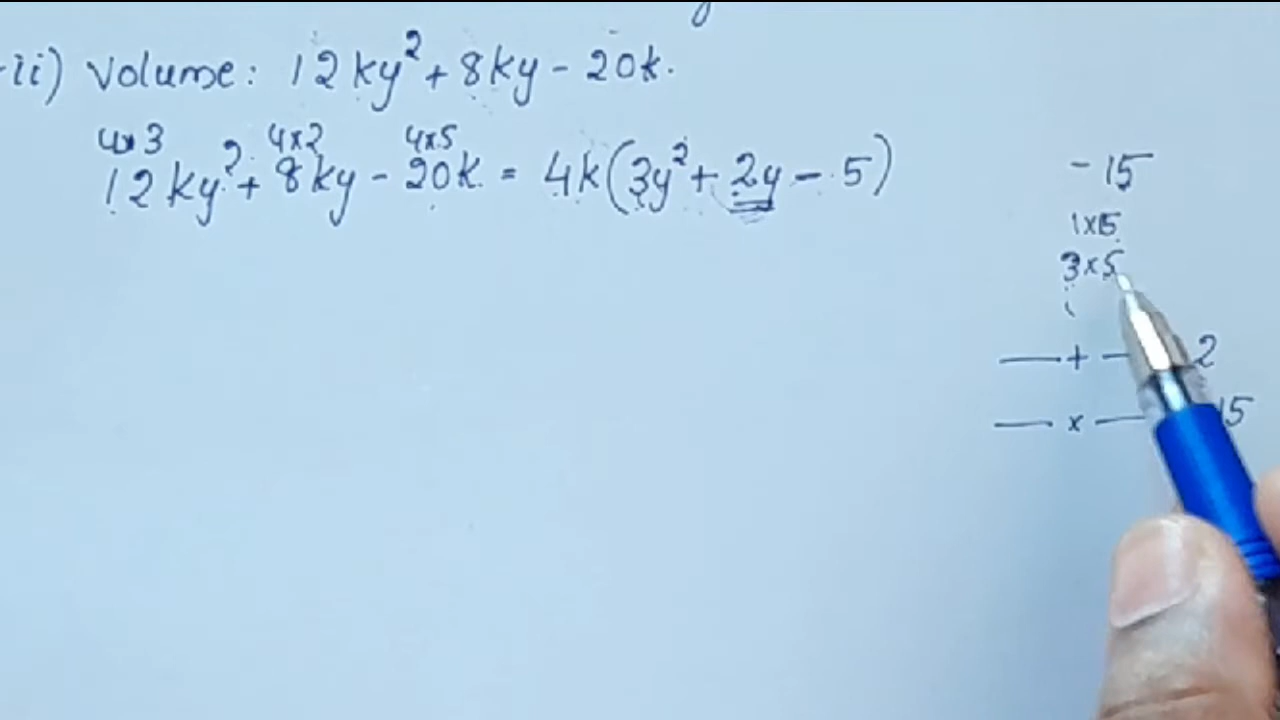 ii) Volume: 12ky² + 8ky - 20k.
4x3 4x2 4x5
12ky² + 8ky - 20k = 4k(3y² + 2y - 5)
-15
1x15
3x5
— + — 2
— x — 15